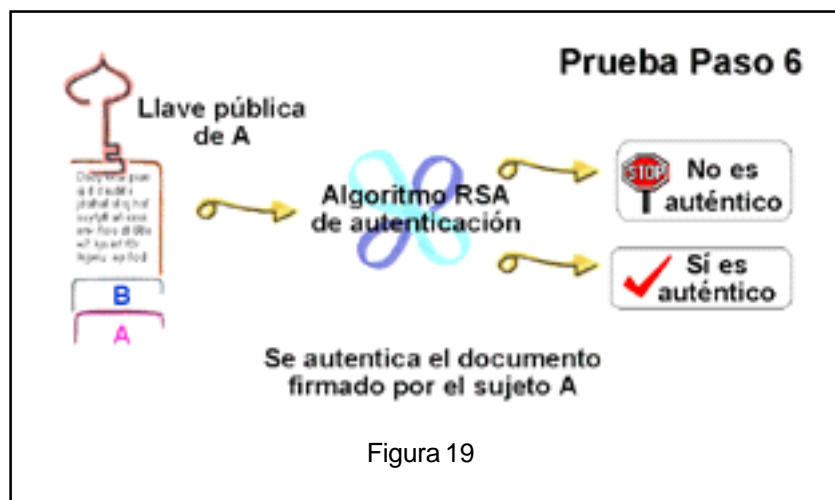 Prueba Paso 6
Llave pública
de A
Algoritmo RSA
de autenticación
STOP
No es
auténtico
Sí es
auténtico
B
A
Se autentica el documento
firmado por el sujeto A
Figura 19